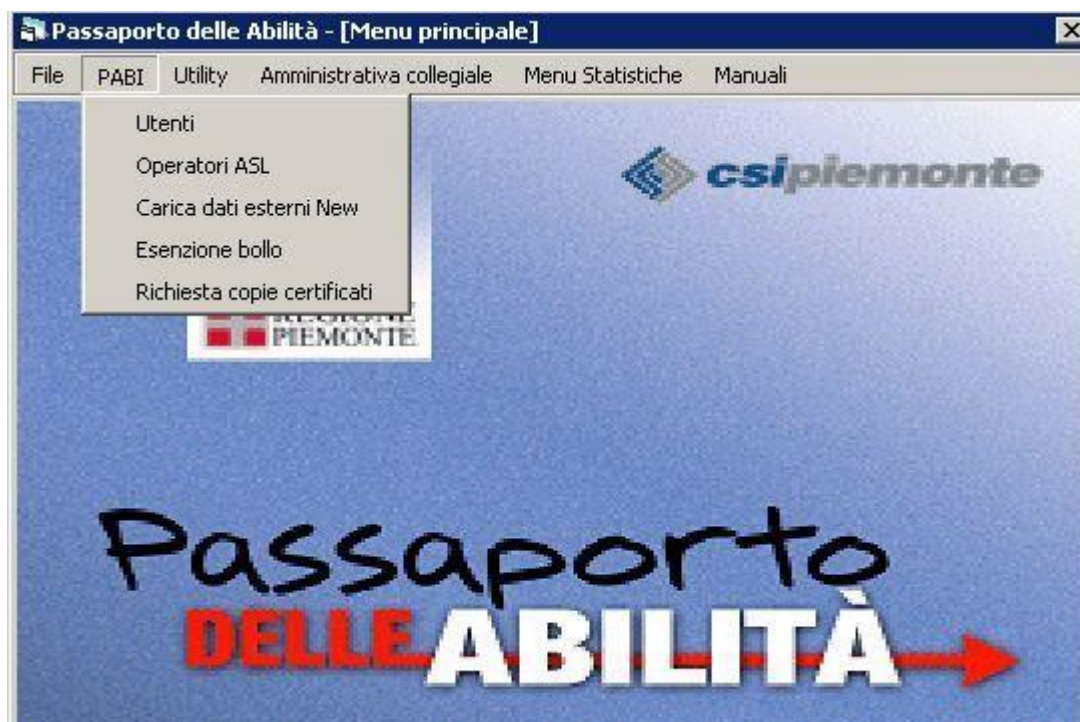 Passaporto delle Abilità - [Menu principale]
File PABI Utility Amministrativa collegiale Menu Statistiche Manuali
Utenti
Operatori ASL
Carica dati esterni New
Esenzione bollo
Richiesta copie certificati
csipiemonte
REGIONE
PIEMONTE
Passaporto
DELLE ABILITÀ